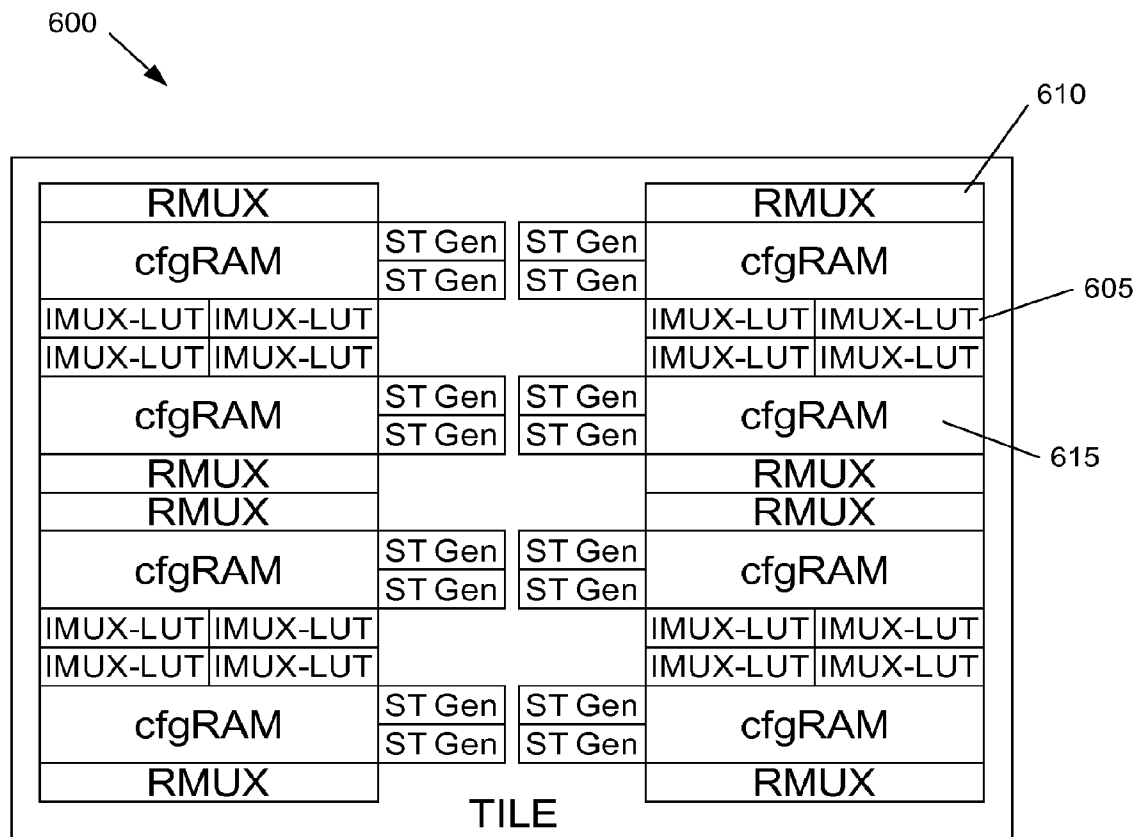 600
610
RMUX RMUX
cfgRAM ST Gen ST Gen cfgRAM
ST Gen ST Gen
605
IMUX-LUT IMUX-LUT IMUX-LUT IMUX-LUT
IMUX-LUT IMUX-LUT IMUX-LUT IMUX-LUT
cfgRAM ST Gen ST Gen cfgRAM
ST Gen ST Gen
615
RMUX RMUX
RMUX RMUX
cfgRAM ST Gen ST Gen cfgRAM
ST Gen ST Gen
IMUX-LUT IMUX-LUT IMUX-LUT IMUX-LUT
IMUX-LUT IMUX-LUT IMUX-LUT IMUX-LUT
cfgRAM ST Gen ST Gen cfgRAM
ST Gen ST Gen
RMUX RMUX
TILE